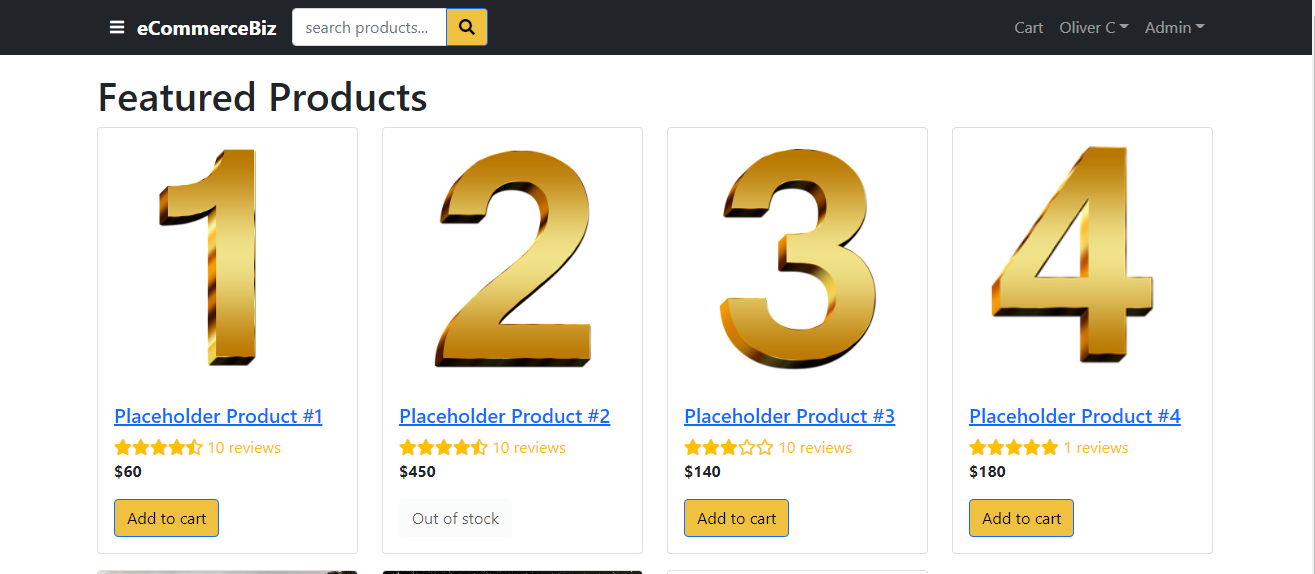 eCommerceBiz
search products...
Cart
Oliver C
Admin
Featured Products
1
2
3
4
Placeholder Product #1
10 reviews
$60
Add to cart
Placeholder Product #2
10 reviews
$450
Out of stock
Placeholder Product #3
10 reviews
$140
Add to cart
Placeholder Product #4
1 reviews
$180
Add to cart